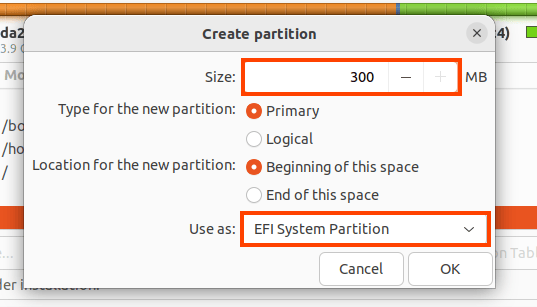 Create partition
da2
4)
3.9
Size: 300 MB
Mo
Type for the new partition: Primary
/bo
Logical
/ho
Location for the new partition: Beginning of this space
/
End of this space
Use as: EFI System Partition
e...
on Tabl
Cancel OK
der installation: